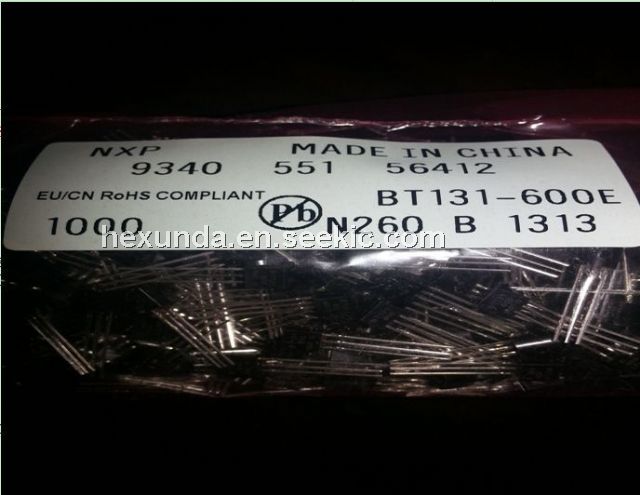 NXP MADE IN CHINA
9340 551 56412
EU/CN RoHS COMPLIANT BT131-600E
1000 Pb N260 B 1313
hexunda.en.seekic.com